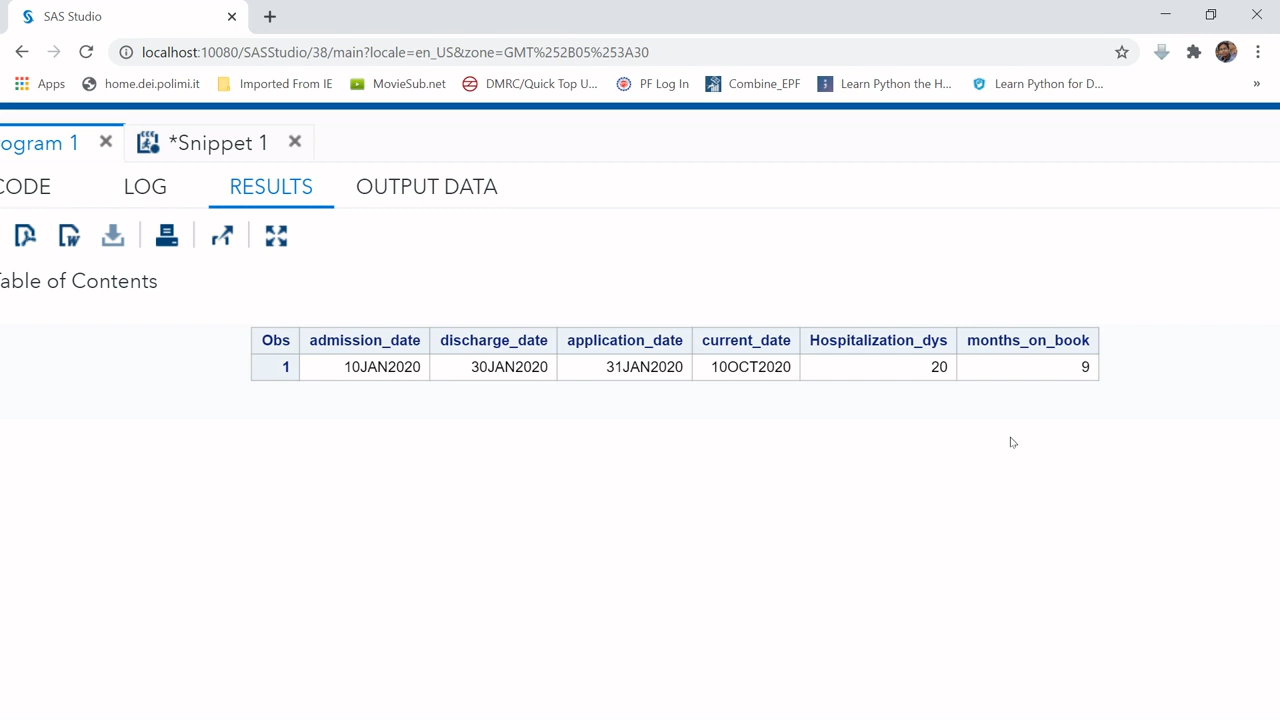 SAS Studio
localhost:10080/SASStudio/38/main?locale=en_US&zone=GMT%252B05%253A30
Apps home.dei.polimi.it Imported From IE MovieSub.net DMRC/Quick Top U... PF Log In Combine_EPF Learn Python the H... Learn Python for D... »
ogram 1 *Snippet 1
CODE LOG RESULTS OUTPUT DATA
Table of Contents
Obs admission_date discharge_date application_date current_date Hospitalization_dys months_on_book
1 10JAN2020 30JAN2020 31JAN2020 10OCT2020 20 9